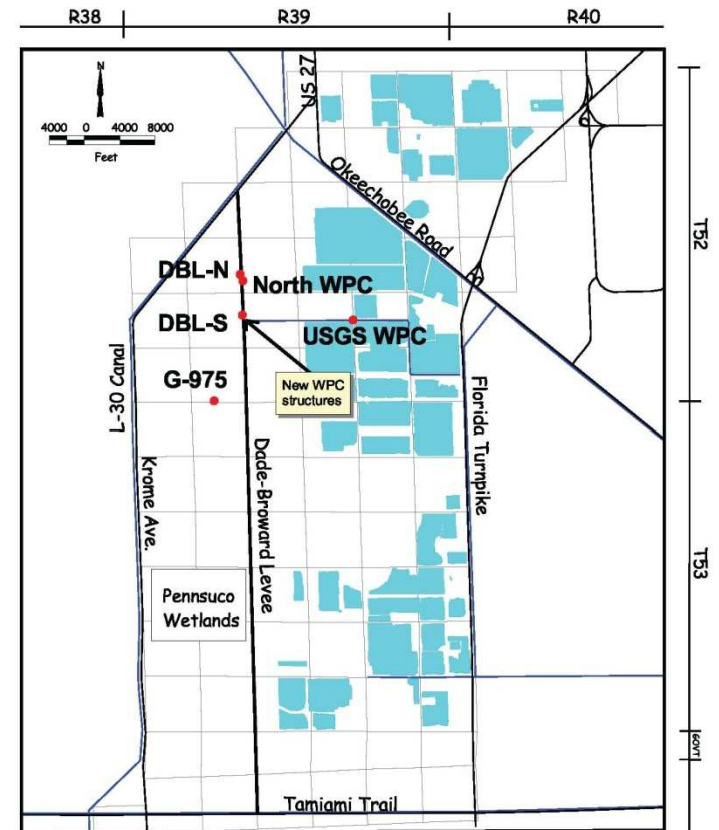 R38
R39
R40
N
4000 0 4000 8000
Feet
US 27
Okeechobee Road
T52
DBL-N
North WPC
DBL-S
USGS WPC
L-30 Canal
G-975
New WPC
structures
Florida Turnpike
Krome Ave.
Dade-Broward Levee
T53
Pennsuco
Wetlands
GOVT
Tamiami Trail